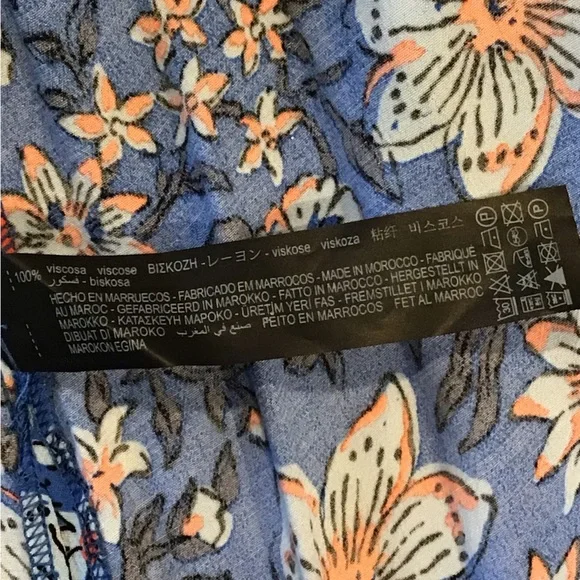 100% viscosa viscose ΒΙΣΚΟΖΗ - レーヨン - viskose viskoza 粘纤 비스코스
فسكوز - biskosa
HECHO EN MARRUECOS - FABRICADO EM MARROCOS - MADE IN MOROCCO - FABRIQUÉ
AU MAROC - GEFABRICEERD IN MAROKKO - FATTO IN MAROCCO - HERGESTELLT IN
MAROKKO - ΚΑΤΑΣΚΕΥΗ ΜΑΡΟΚΟ - ÜRETİM YERİ FAS - FREMSTILLET I MAROKKO
DIBUAT DI MAROKO صنع في المغرب PEITO EN MARROCOS FET AL MARROC
MAROKON EGINA